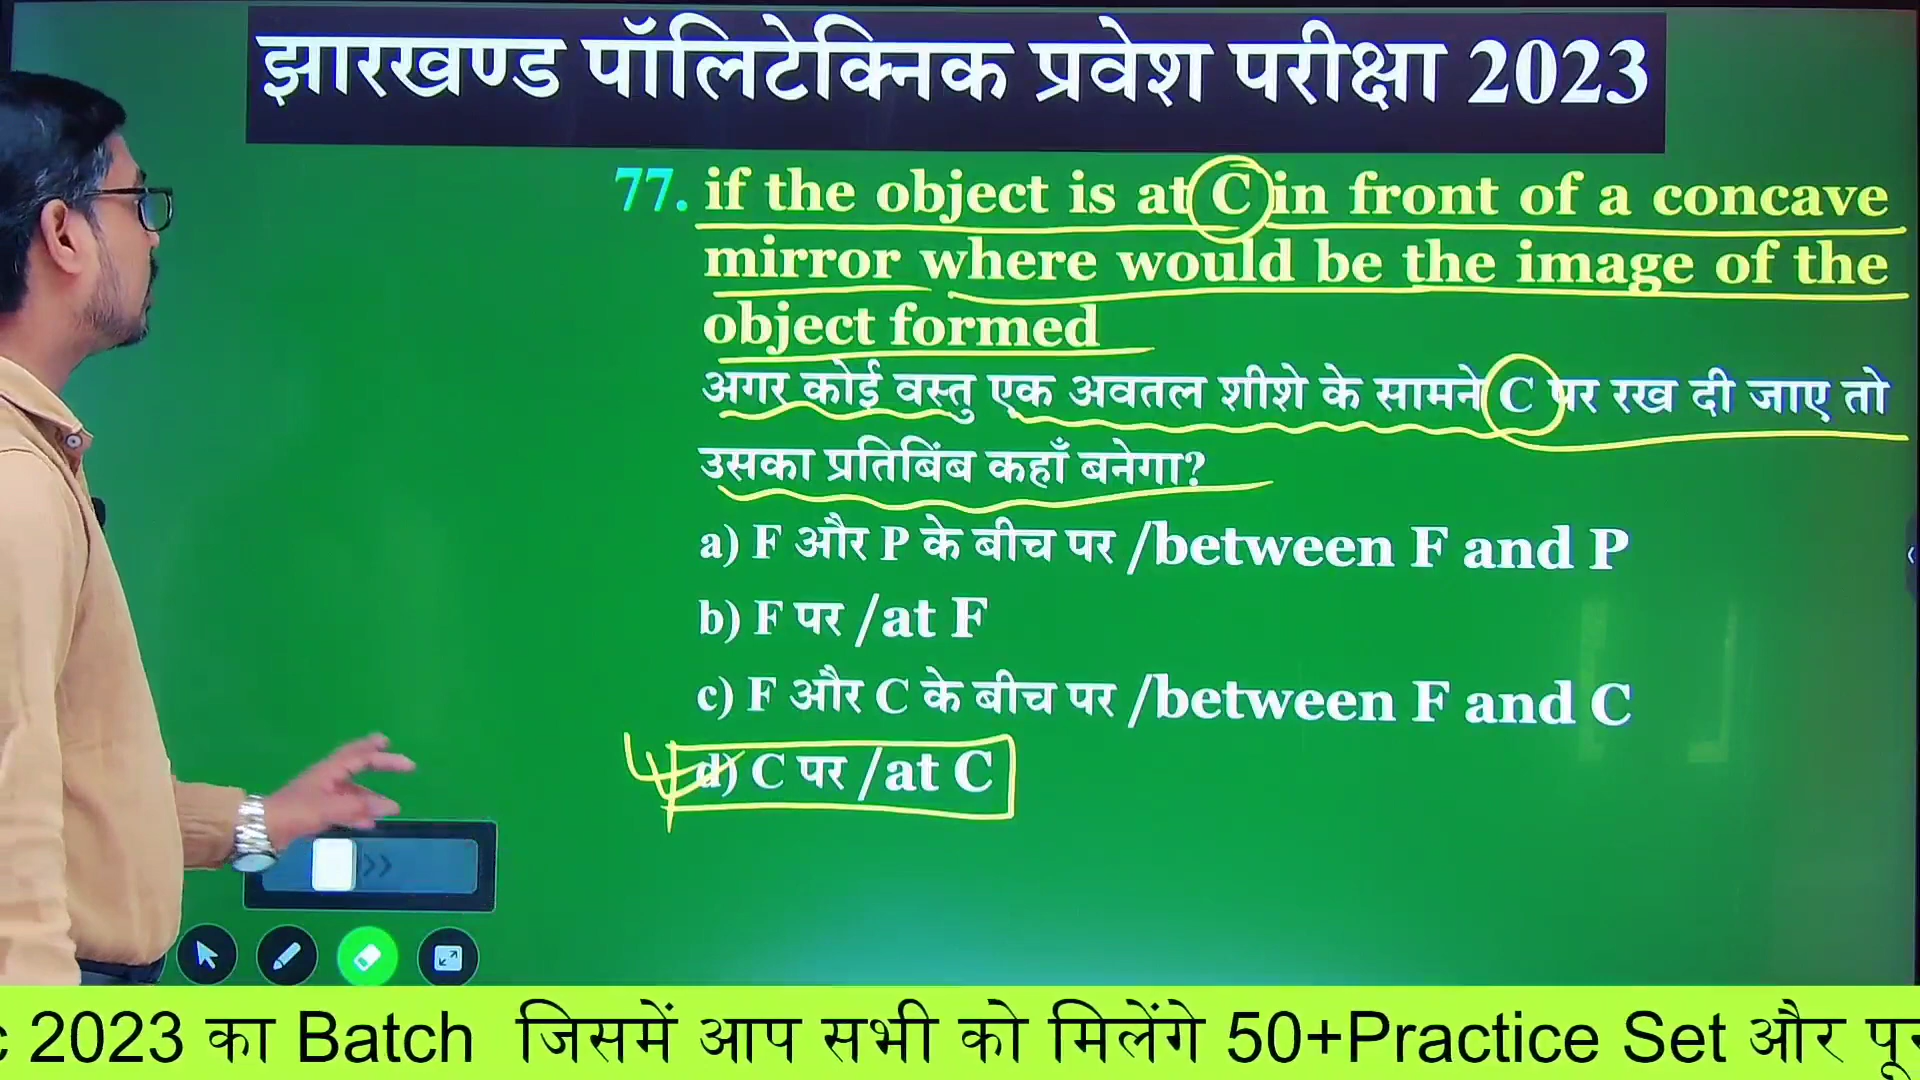 झारखण्ड पॉलिटेक्निक प्रवेश परीक्षा 2023
77. if the object is at C in front of a concave
mirror where would be the image of the
object formed
अगर कोई वस्तु एक अवतल शीशे के सामने C पर रख दी जाए तो
उसका प्रतिबिंब कहाँ बनेगा?
a) F और P के बीच पर /between F and P
b) F पर /at F
c) F और C के बीच पर /between F and C
d) C पर /at C
2023 का Batch जिसमें आप सभी को मिलेंगे 50+Practice Set और